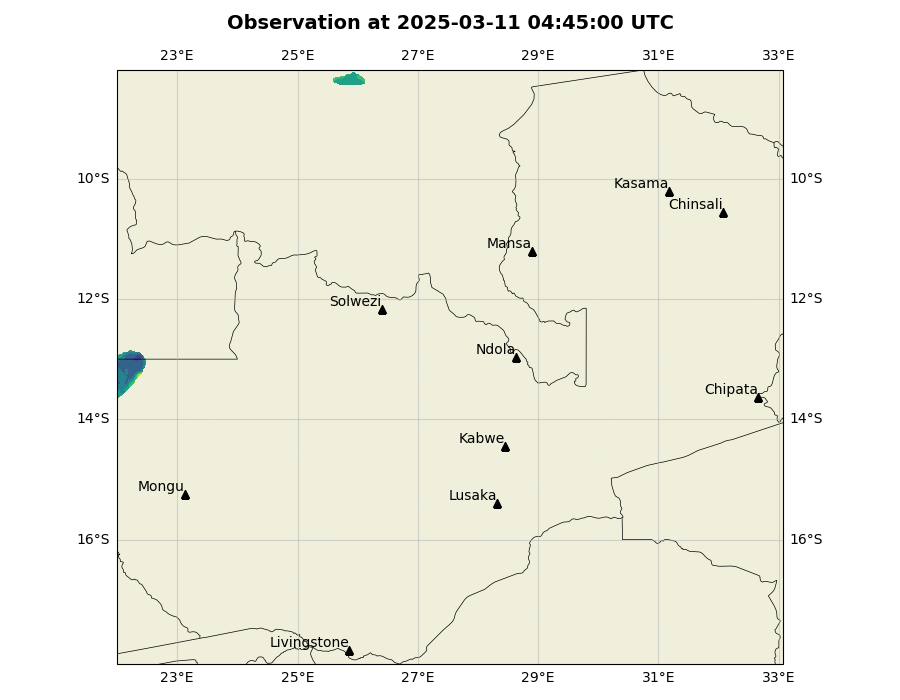 Observation at 2025-03-11 04:45:00 UTC
23°E 25°E 27°E 29°E 31°E 33°E
10°S 10°S
Kasama
Chinsali
Mansa
12°S 12°S
Solwezi
Ndola
Chipata
14°S 14°S
Kabwe
Mongu
Lusaka
16°S 16°S
Livingstone
23°E 25°E 27°E 29°E 31°E 33°E